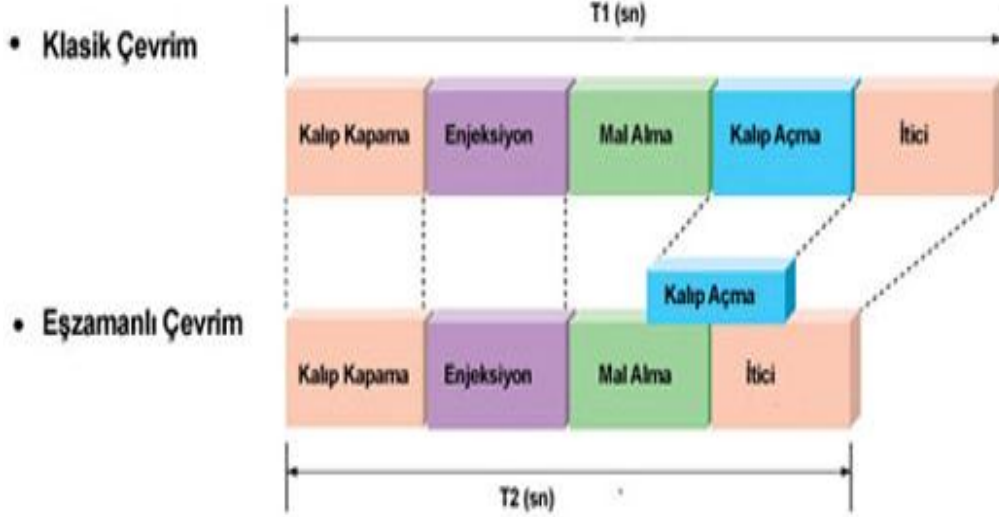 T1 (sn)
• Klasik Çevrim
Kalıp Kapama Enjeksiyon Mal Alma Kalıp Açma İtici
Kalıp Açma
• Eşzamanlı Çevrim
Kalıp Kapama Enjeksiyon Mal Alma İtici
T2 (sn)